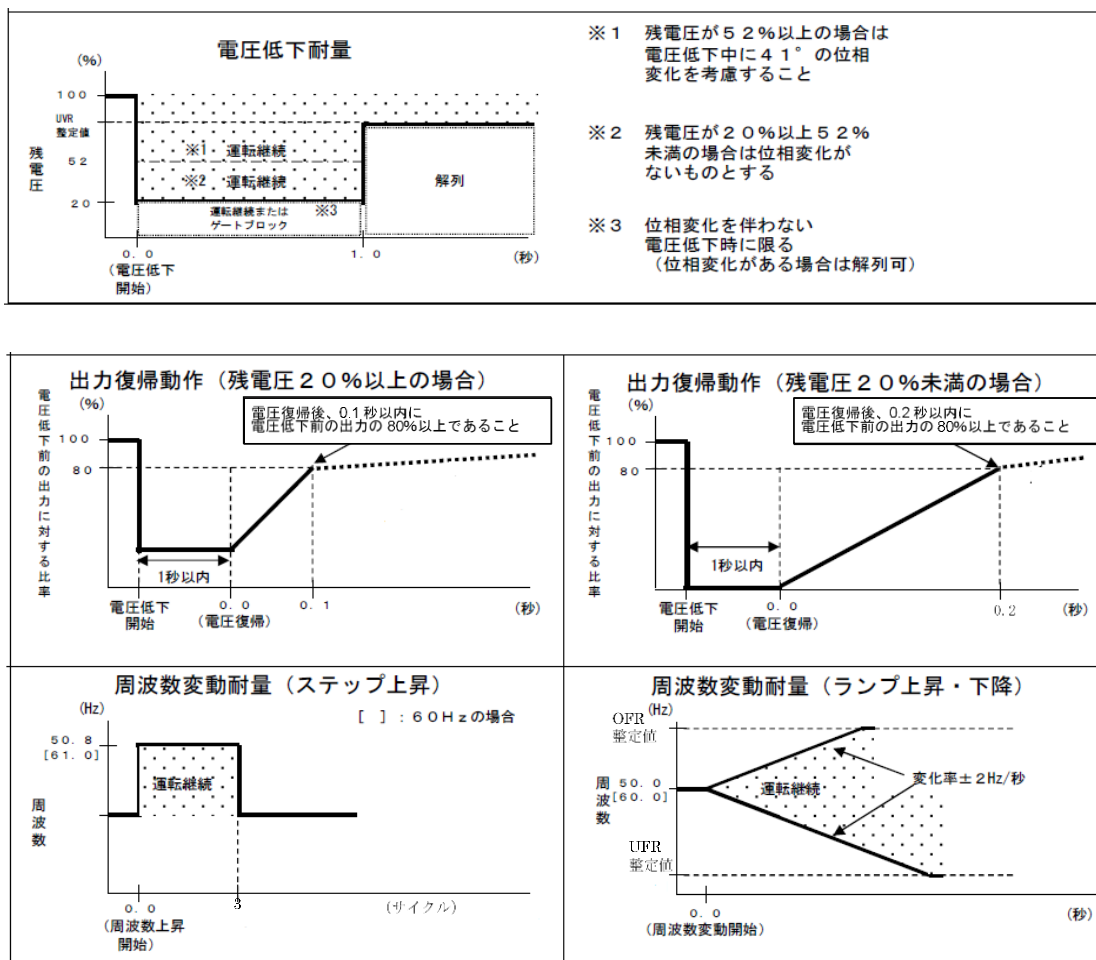 電圧低下耐量
(%)
100
UVR
整定値
残電圧
52
20
※1 運転継続
※2 運転継続
運転継続または ※3
ゲートブロック
解列
0.0
(電圧低下
開始)
1.0
(秒)
※1 残電圧が52%以上の場合は
電圧低下中に41°の位相
変化を考慮すること
※2 残電圧が20%以上52%
未満の場合は位相変化が
ないものとする
※3 位相変化を伴わない
電圧低下時に限る
(位相変化がある場合は解列可)
出力復帰動作(残電圧20%以上の場合)
電圧低下前の出力に対する比率
(%)
100
80
電圧復帰後、0.1秒以内に
電圧低下前の出力の80%以上であること
1秒以内
電圧低下
開始
0.0
(電圧復帰)
0.1
(秒)
出力復帰動作(残電圧20%未満の場合)
電圧低下前の出力に対する比率
(%)
100
80
電圧復帰後、0.2秒以内に
電圧低下前の出力の80%以上であること
1秒以内
電圧低下
開始
0.0
(電圧復帰)
0.2
(秒)
周波数変動耐量(ステップ上昇)
(Hz)
[ ]:60Hzの場合
50.8
[61.0]
運転継続
周波数
0.0
(周波数上昇
開始)
3
(サイクル)
周波数変動耐量(ランプ上昇・下降)
(Hz)
OFR
整定値
周波数
50.0
[60.0]
運転継続
変化率±2Hz/秒
UFR
整定値
0.0
(周波数変動開始)
(秒)